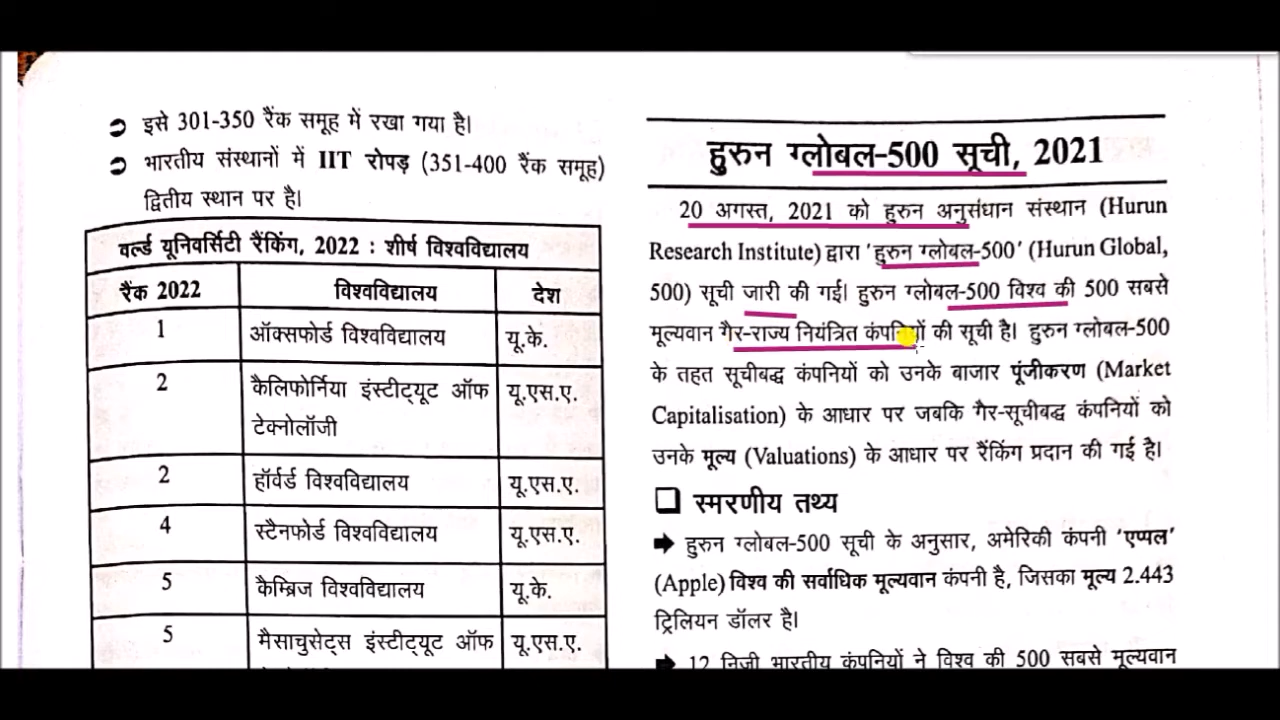 ➲ इसे 301-350 रैंक समूह में रखा गया है।
➲ भारतीय संस्थानों में IIT रोपड़ (351-400 रैंक समूह)
द्वितीय स्थान पर है।
वर्ल्ड यूनिवर्सिटी रैंकिंग, 2022 : शीर्ष विश्वविद्यालय
रैंक 2022 विश्वविद्यालय देश
1 ऑक्सफोर्ड विश्वविद्यालय यू.के.
2 कैलिफोर्निया इंस्टीट्यूट ऑफ यू.एस.ए.
टेक्नोलॉजी
2 हॉर्वर्ड विश्वविद्यालय यू.एस.ए.
4 स्टैनफोर्ड विश्वविद्यालय यू.एस.ए.
5 कैम्ब्रिज विश्वविद्यालय यू.के.
5 मैसाचुसेट्स इंस्टीट्यूट ऑफ यू.एस.ए.
हुरुन ग्लोबल-500 सूची, 2021
20 अगस्त, 2021 को हुरुन अनुसंधान संस्थान (Hurun
Research Institute) द्वारा 'हुरुन ग्लोबल-500' (Hurun Global,
500) सूची जारी की गई। हुरुन ग्लोबल-500 विश्व की 500 सबसे
मूल्यवान गैर-राज्य नियंत्रित कंपनियों की सूची है। हुरुन ग्लोबल-500
के तहत सूचीबद्ध कंपनियों को उनके बाजार पूंजीकरण (Market
Capitalisation) के आधार पर जबकि गैर-सूचीबद्ध कंपनियों को
उनके मूल्य (Valuations) के आधार पर रैंकिंग प्रदान की गई है।
❑ स्मरणीय तथ्य
➡ हुरुन ग्लोबल-500 सूची के अनुसार, अमेरिकी कंपनी 'एप्पल'
(Apple) विश्व की सर्वाधिक मूल्यवान कंपनी है, जिसका मूल्य 2.443
ट्रिलियन डॉलर है।
➡ 12 निजी भारतीय कंपनियों ने विश्व की 500 सबसे मूल्यवान